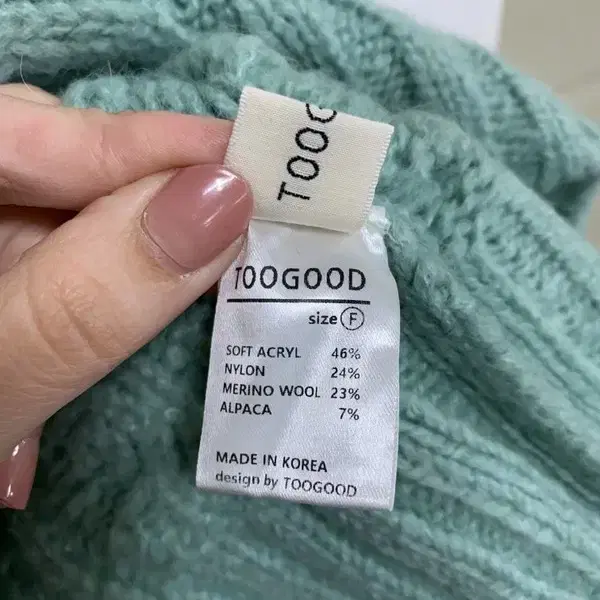 TOOG
TOOGOOD
size F
SOFT ACRYL 46%
NYLON 24%
MERINO WOOL 23%
ALPACA 7%
MADE IN KOREA
design by TOOGOOD